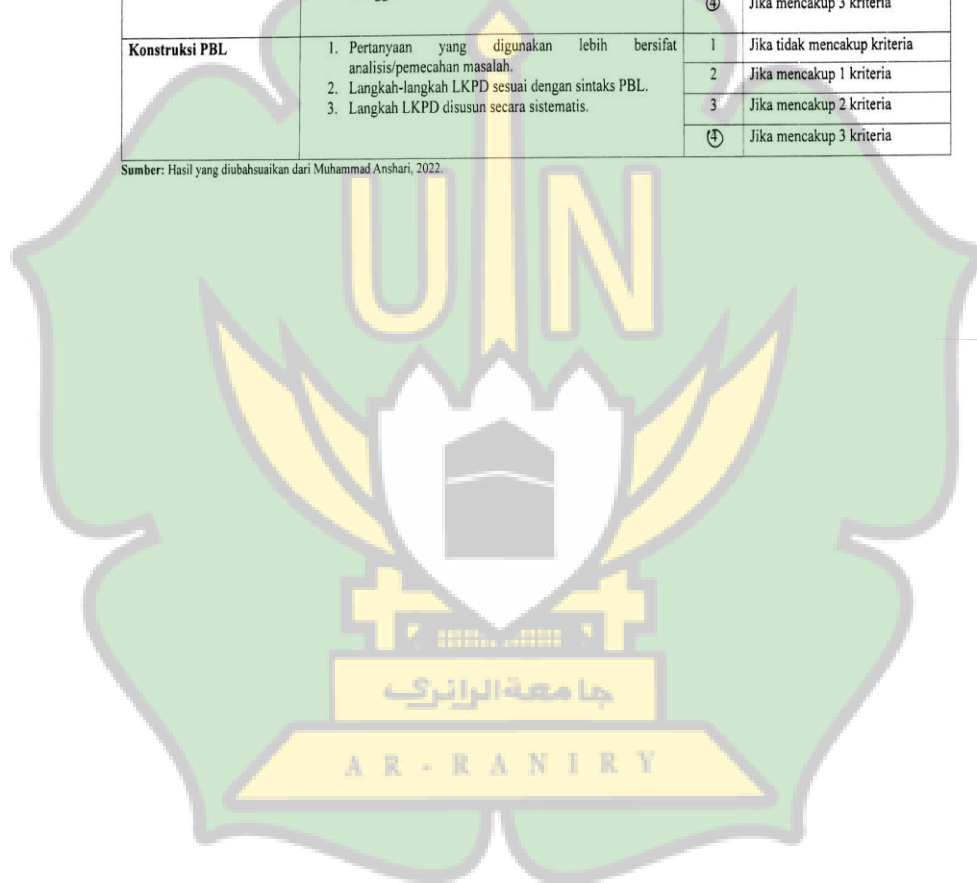 ④ Jika mencakup 3 kriteria
Konstruksi PBL
1. Pertanyaan yang digunakan lebih bersifat
analisis/pemecahan masalah.
2. Langkah-langkah LKPD sesuai dengan sintaks PBL.
3. Langkah LKPD disusun secara sistematis.
1 Jika tidak mencakup kriteria
2 Jika mencakup 1 kriteria
3 Jika mencakup 2 kriteria
④ Jika mencakup 3 kriteria
Sumber: Hasil yang diubahsuaikan dari Muhammad Anshari, 2022.
UIN
جامعة الرانري
AR-RANIRY